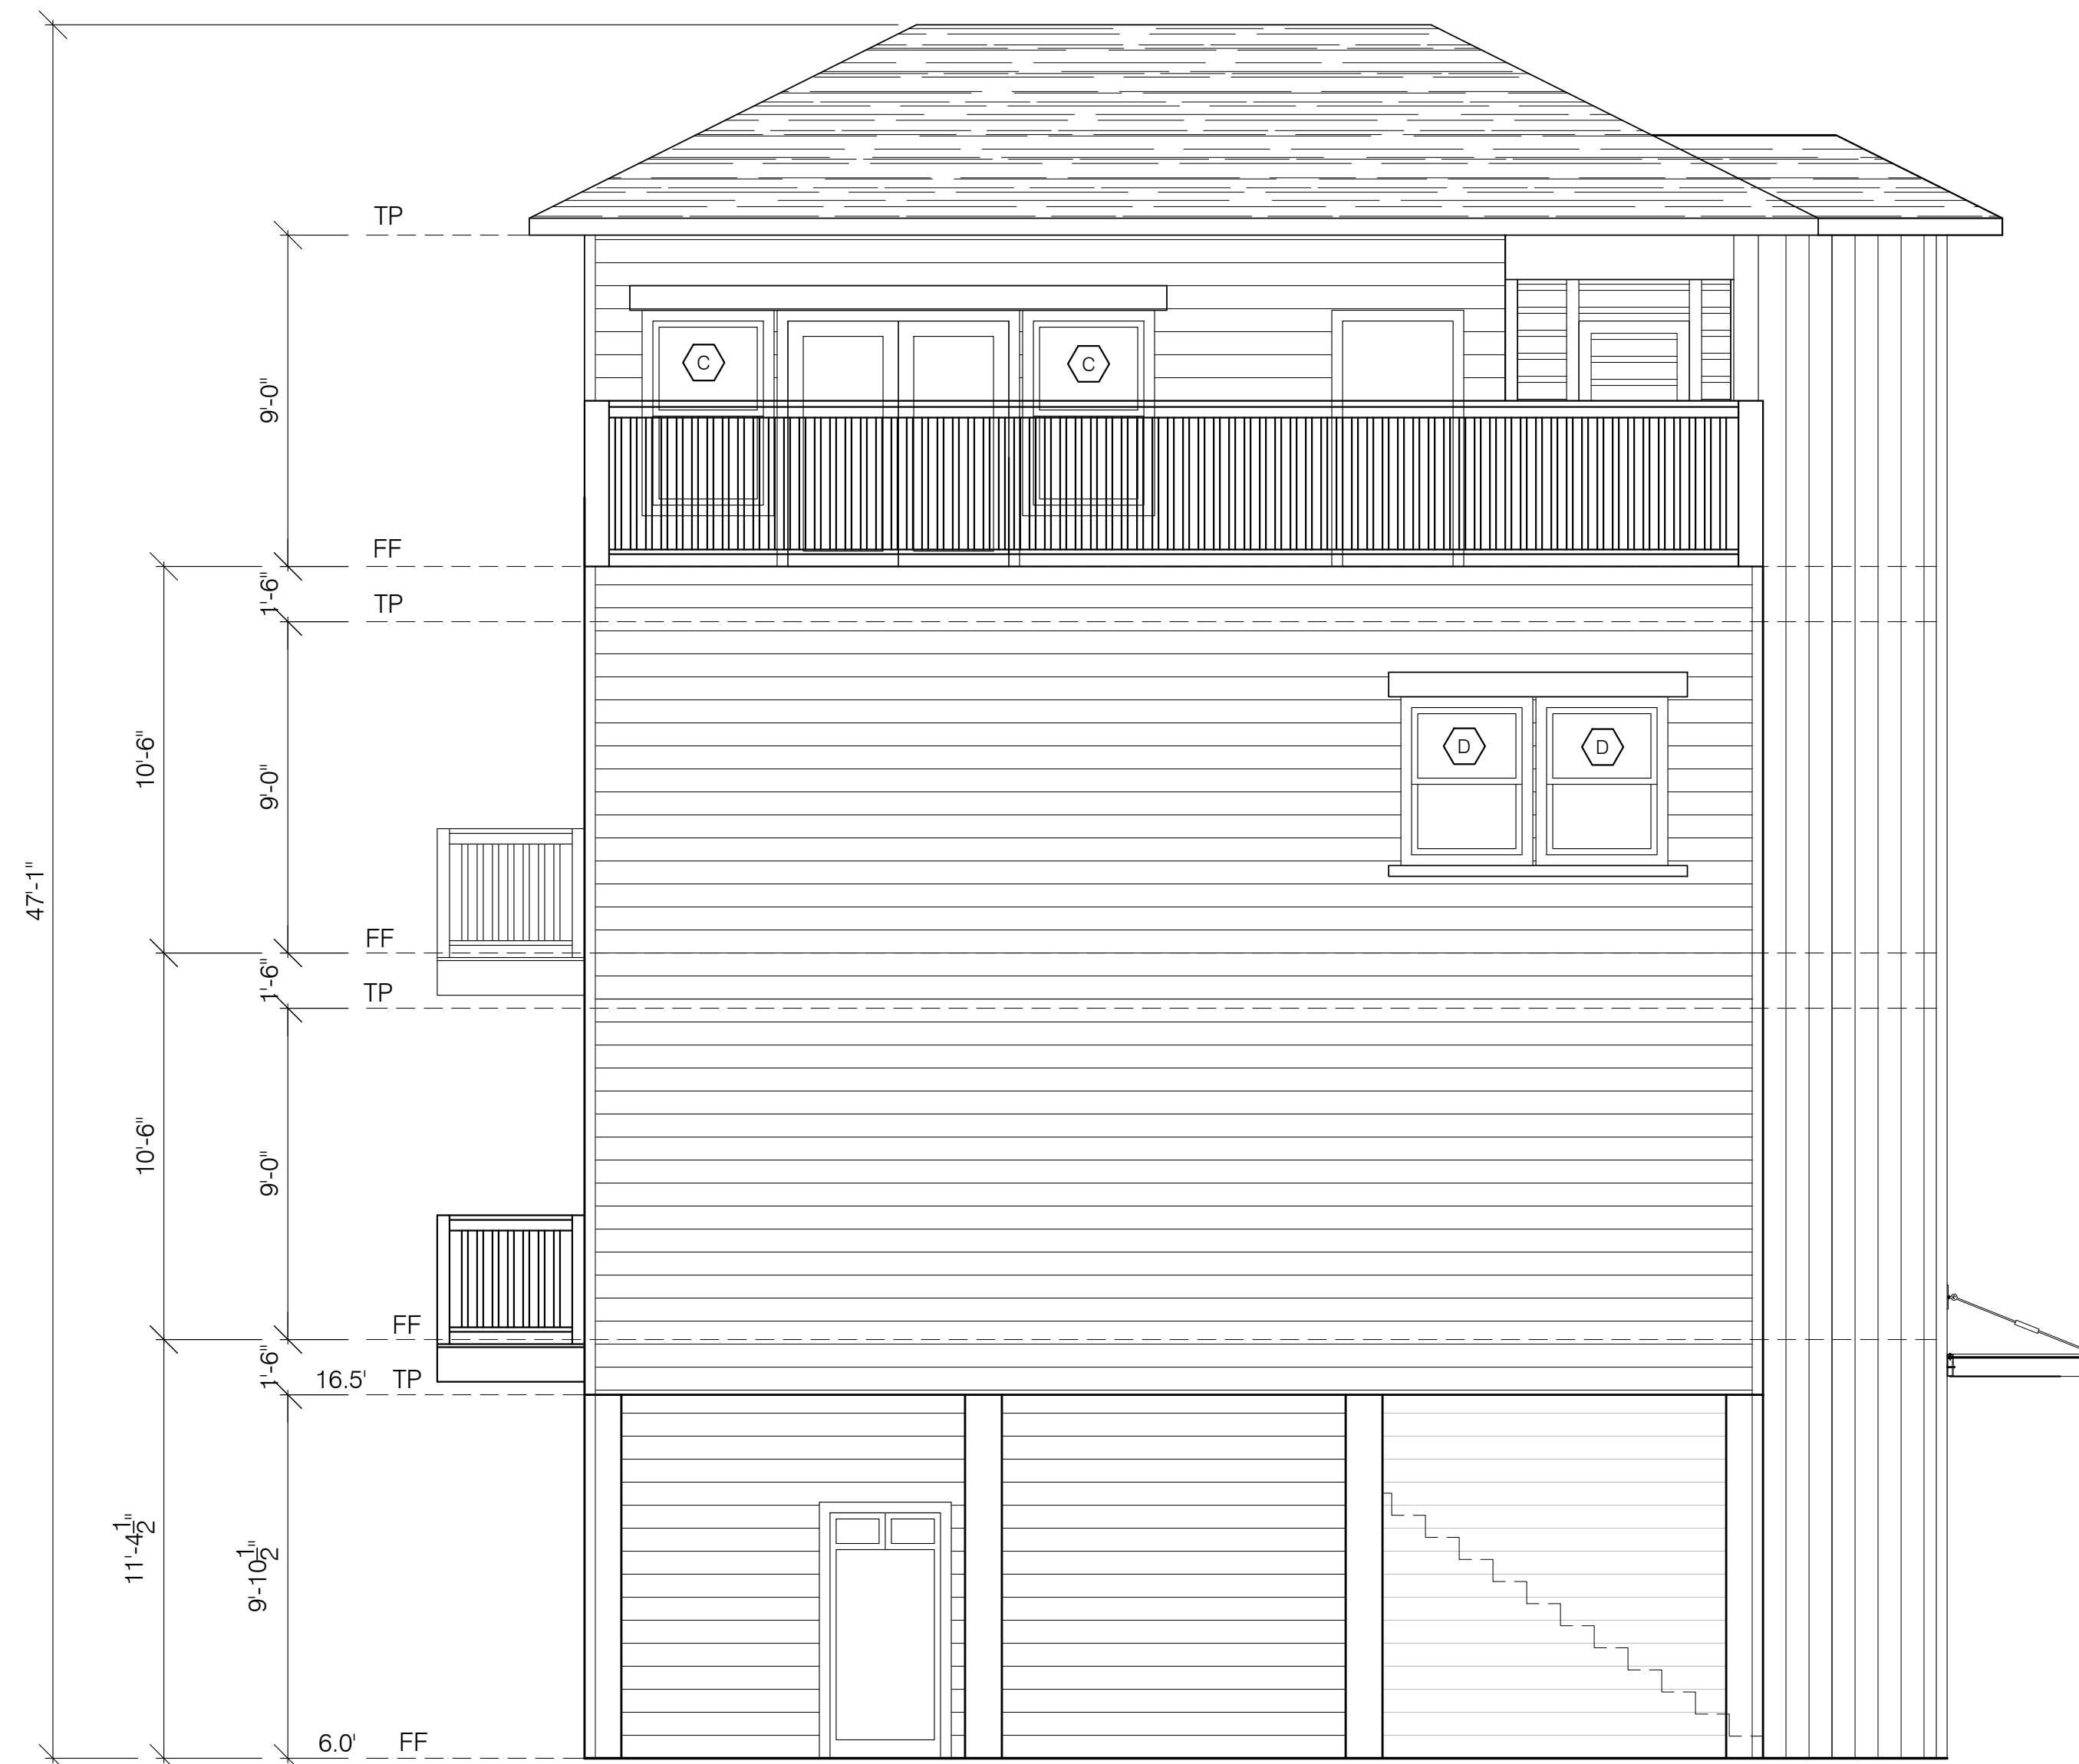 TP
C
C
9'-0"
FF
1'-6"
TP
D
D
10'-6"
9'-0"
47'-1"
FF
1'-6"
TP
10'-6"
9'-0"
FF
1'-6"
16.5' TP
11'-4 1/2"
9'-10 1/2"
6.0' FF